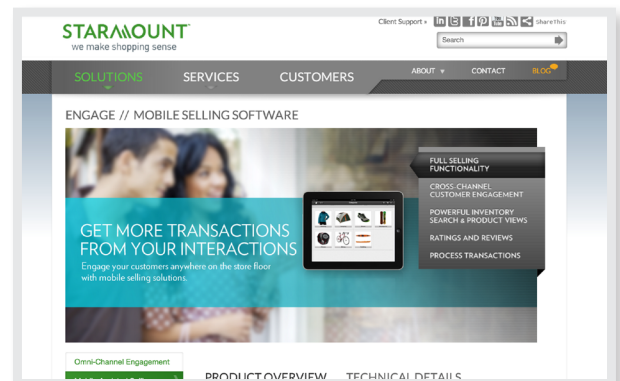 STARMOUNT
we make shopping sense
Client Support »
shareThis
Search
SOLUTIONS
SERVICES
CUSTOMERS
ABOUT
CONTACT
BLOG
ENGAGE // MOBILE SELLING SOFTWARE
FULL SELLING
FUNCTIONALITY
CROSS-CHANNEL
CUSTOMER ENGAGEMENT
POWERFUL INVENTORY
SEARCH & PRODUCT VIEWS
RATINGS AND REVIEWS
PROCESS TRANSACTIONS
GET MORE TRANSACTIONS
FROM YOUR INTERACTIONS
Engage your customers anywhere on the store floor
with mobile selling solutions.
Omni-Channel Engagement
PRODUCT OVERVIEW
TECHNICAL DETAILS